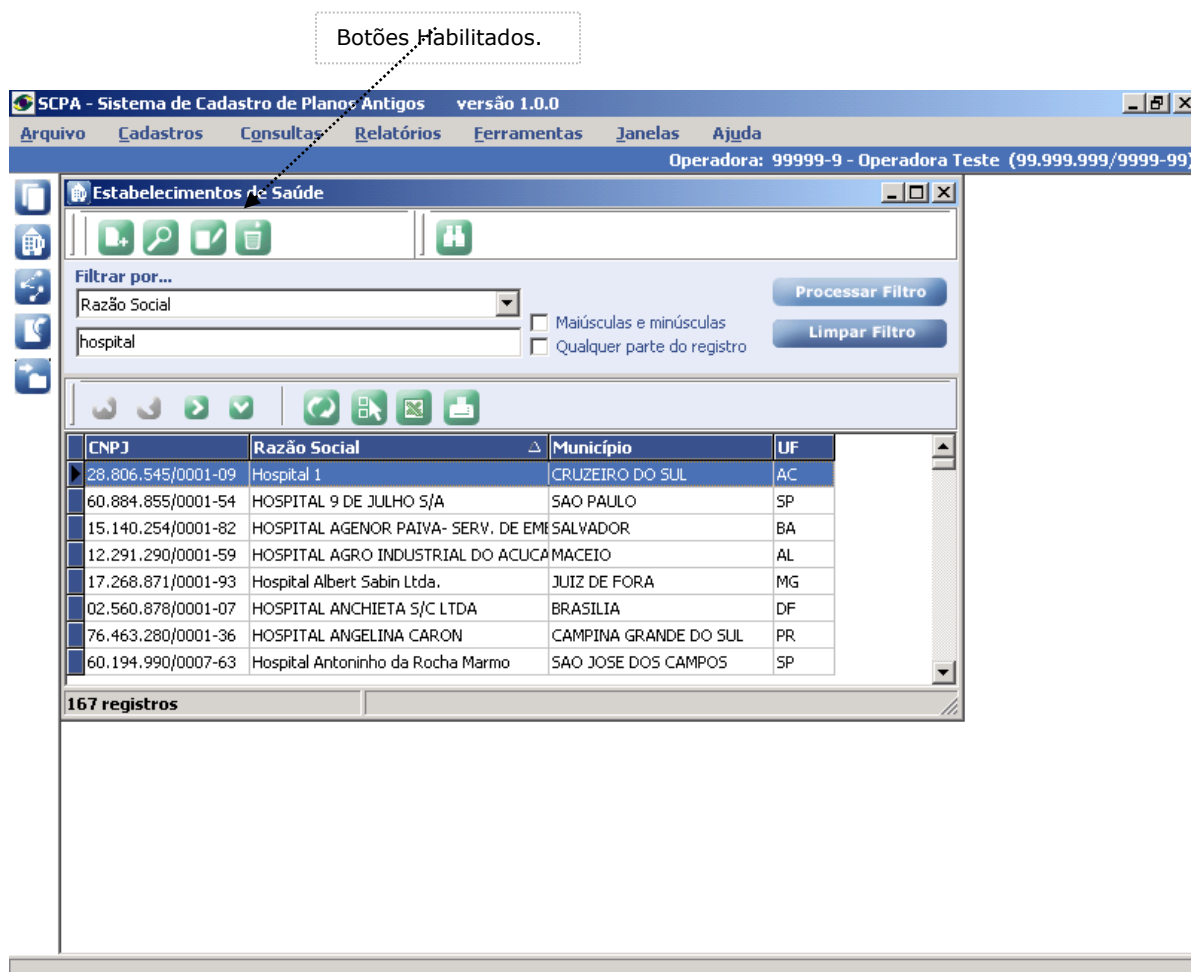 Botões Habilitados.
SCPA - Sistema de Cadastro de Planos Antigos versão 1.0.0
Arquivo Cadastros Consultas Relatórios Ferramentas Janelas Ajuda
Operadora: 99999-9 - Operadora Teste (99.999.999/9999-99)
Estabelecimentos de Saúde
Filtrar por...
Razão Social
Processar Filtro
Maiúsculas e minúsculas
hospital
Limpar Filtro
Qualquer parte do registro
CNPJ Razão Social Município UF
28.806.545/0001-09 Hospital 1 CRUZEIRO DO SUL AC
60.884.855/0001-54 HOSPITAL 9 DE JULHO S/A SAO PAULO SP
15.140.254/0001-82 HOSPITAL AGENOR PAIVA- SERV. DE EME SALVADOR BA
12.291.290/0001-59 HOSPITAL AGRO INDUSTRIAL DO ACUCA MACEIO AL
17.268.871/0001-93 Hospital Albert Sabin Ltda. JUIZ DE FORA MG
02.560.878/0001-07 HOSPITAL ANCHIETA S/C LTDA BRASILIA DF
76.463.280/0001-36 HOSPITAL ANGELINA CARON CAMPINA GRANDE DO SUL PR
60.194.990/0007-63 Hospital Antoninho da Rocha Marmo SAO JOSE DOS CAMPOS SP
167 registros